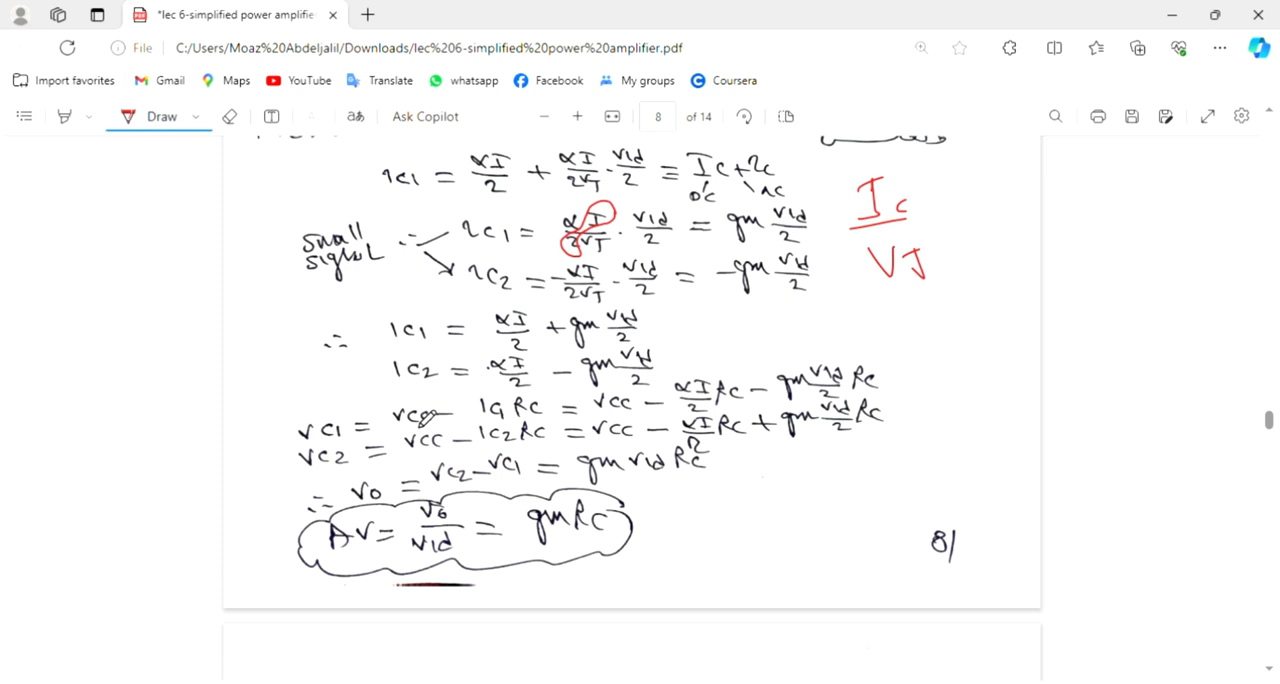 *lec 6-simplified power amplifie
File C:/Users/Moaz%20Abdeljalil/Downloads/lec%206-simplified%20power%20amplifier.pdf
Import favorites Gmail Maps YouTube Translate whatsapp Facebook My groups Coursera
Draw aあ Ask Copilot 8 of 14
ic1 = αI/2 + αI/2VT · vid/2 ≡ Ic + ic
DC AC
small signal ∴ ic1 = αI/2VT · vid/2 = gm vid/2
Ic/VT
ic2 = -αI/2VT · vid/2 = -gm vid/2
∴ ic1 = αI/2 + gm vid/2
ic2 = αI/2 - gm vid/2
vc1 = vcc - ic1 RC = VCC - αI/2 RC - gm vid/2 RC
vc2 = VCC - ic2 RC = VCC - αI/2 RC + gm vid/2 RC
∴ vo = vc2 - vc1 = gm vid RC
AV = vo/vid = gm RC
8/